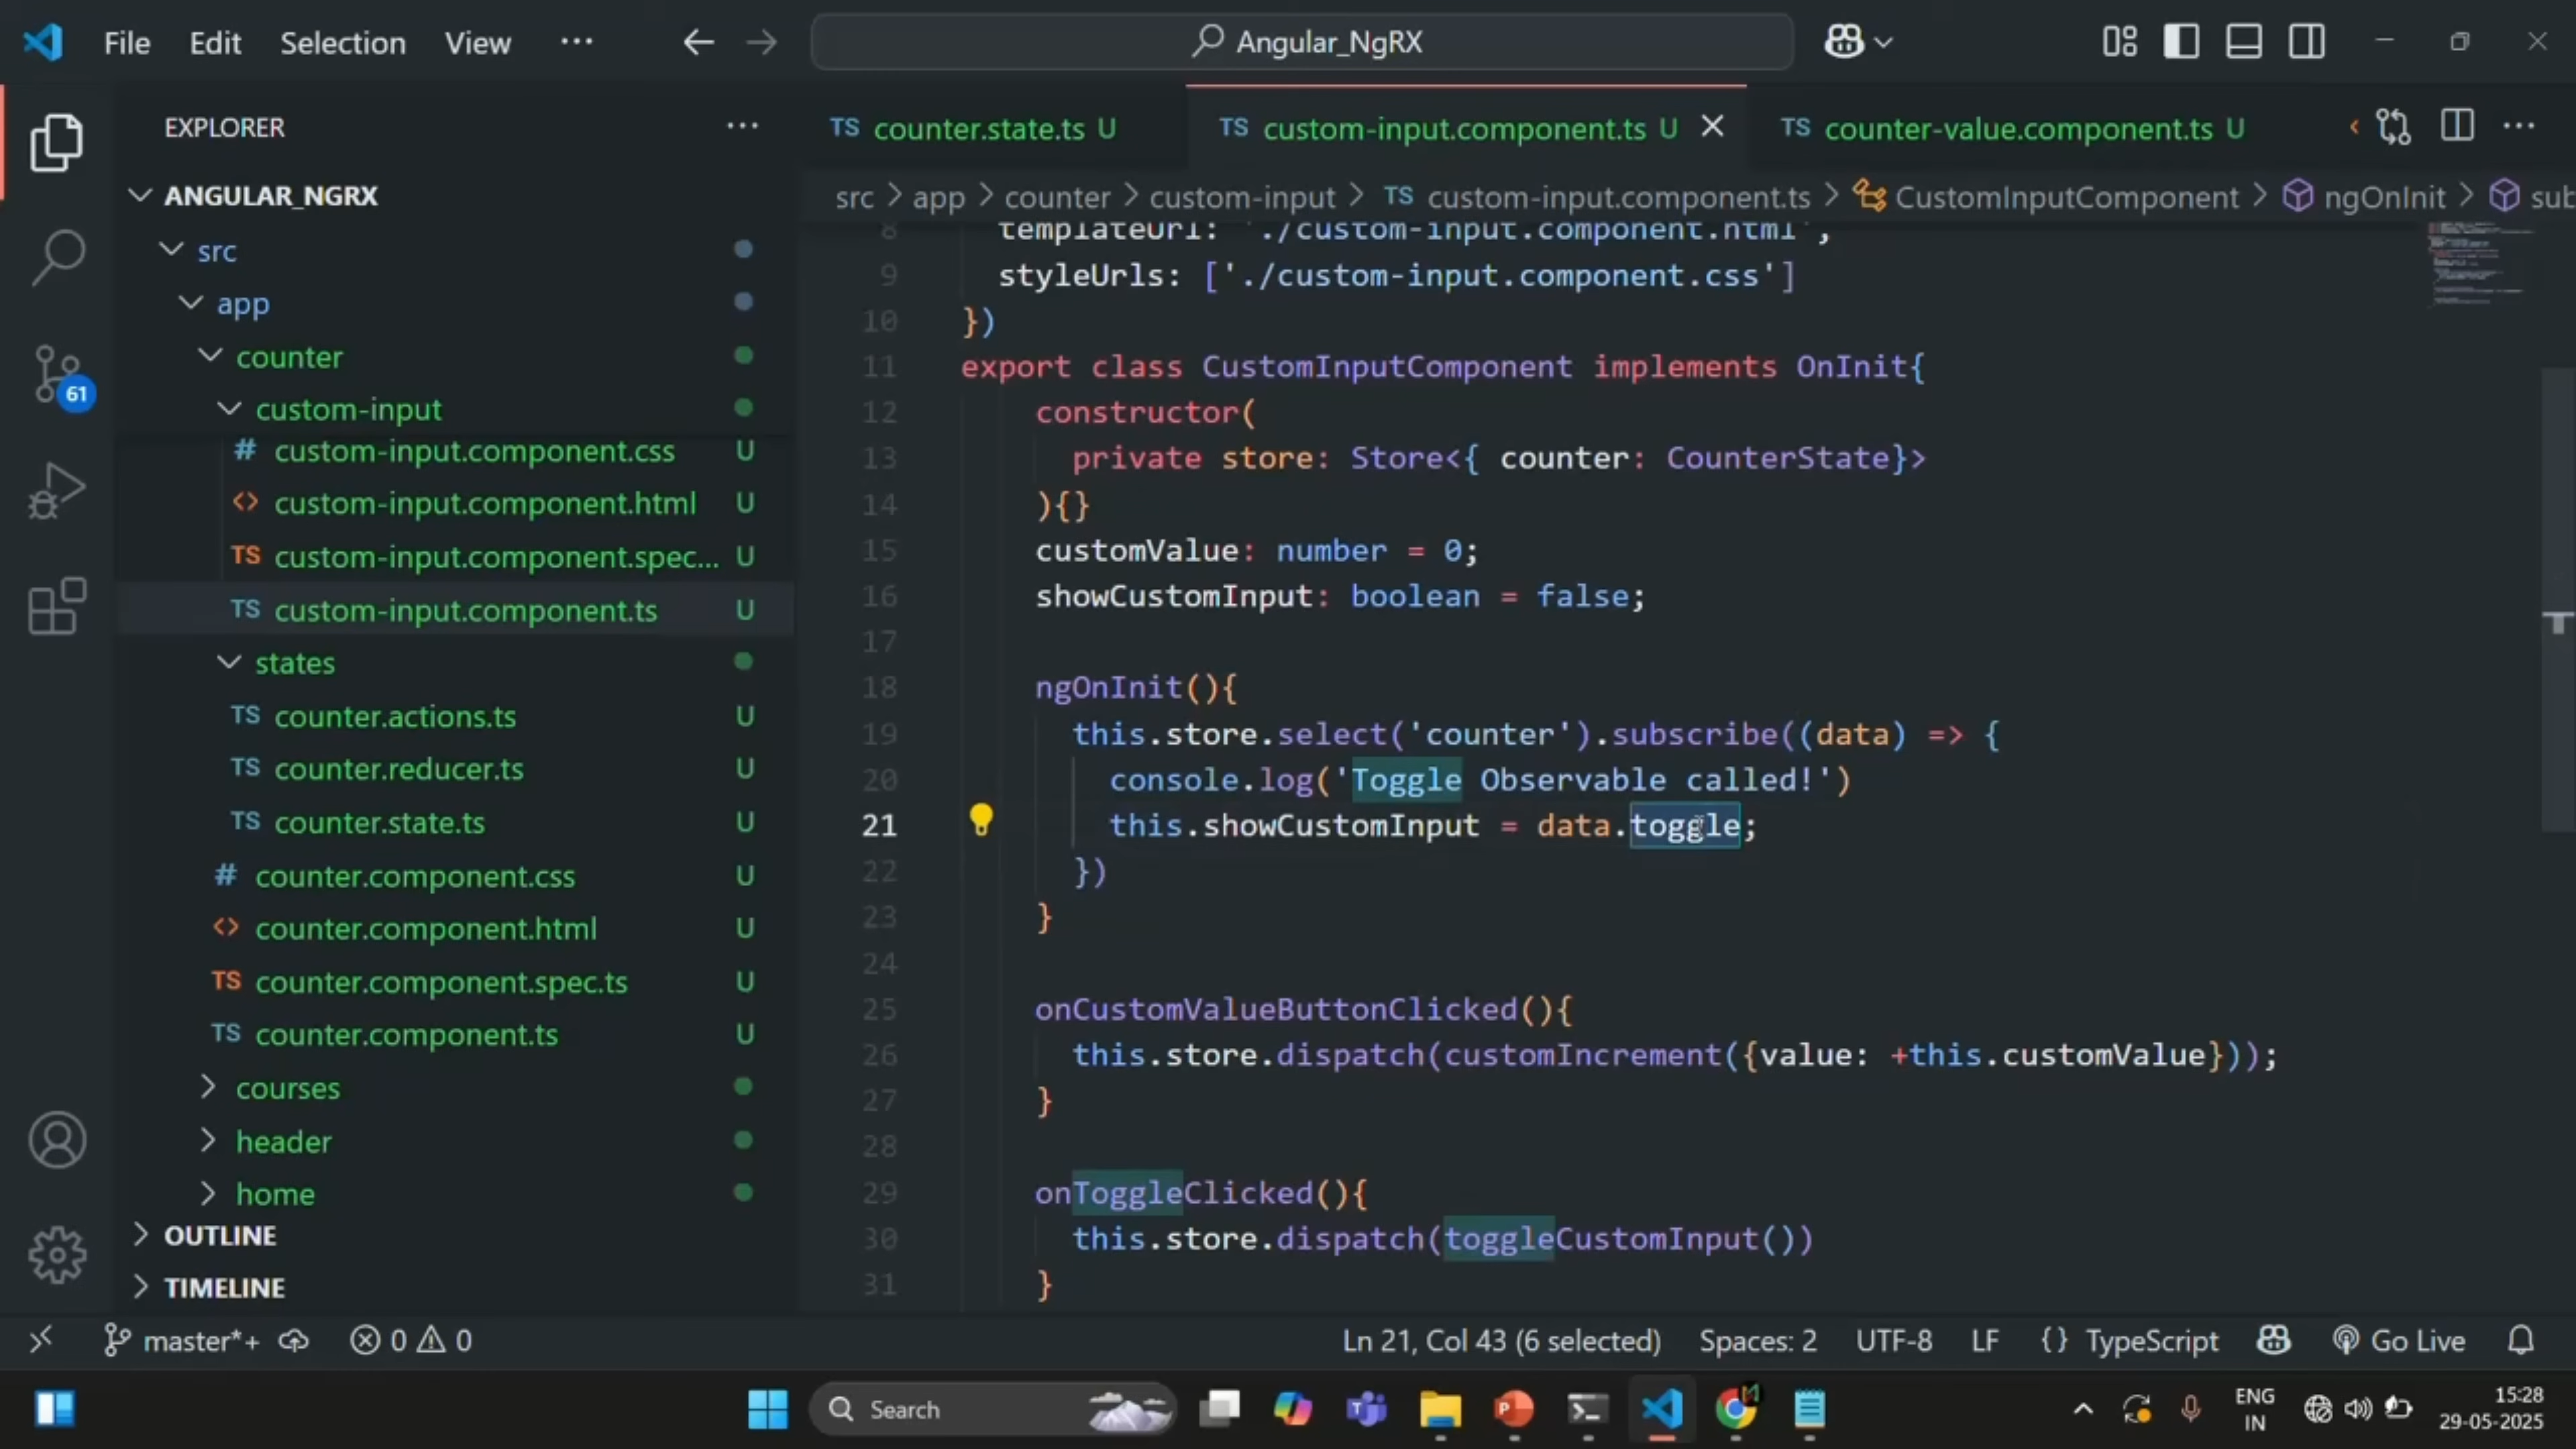 File Edit Selection View ··· Angular_NgRX
EXPLORER ···
ANGULAR_NGRX
src
app
counter
custom-input
# custom-input.component.css U
<> custom-input.component.html U
TS custom-input.component.spec... U
TS custom-input.component.ts U
states
TS counter.actions.ts U
TS counter.reducer.ts U
TS counter.state.ts U
# counter.component.css U
<> counter.component.html U
TS counter.component.spec.ts U
TS counter.component.ts U
courses
header
home
OUTLINE
TIMELINE
61
TS counter.state.ts U TS custom-input.component.ts U TS counter-value.component.ts U
src > app > counter > custom-input > TS custom-input.component.ts > CustomInputComponent > ngOnInit > sub
8 templateUrl: './custom-input.component.html',
9 styleUrls: ['./custom-input.component.css']
10 })
11 export class CustomInputComponent implements OnInit{
12 constructor(
13 private store: Store<{ counter: CounterState}>
14 ){}
15 customValue: number = 0;
16 showCustomInput: boolean = false;
17
18 ngOnInit(){
19 this.store.select('counter').subscribe((data) => {
20 console.log('Toggle Observable called!')
21 this.showCustomInput = data.toggle;
22 })
23 }
24
25 onCustomValueButtonClicked(){
26 this.store.dispatch(customIncrement({value: +this.customValue}));
27 }
28
29 onToggleClicked(){
30 this.store.dispatch(toggleCustomInput())
31 }
master*+ 0 0 Ln 21, Col 43 (6 selected) Spaces: 2 UTF-8 LF {} TypeScript Go Live
Search ENG IN 15:28 29-05-2025